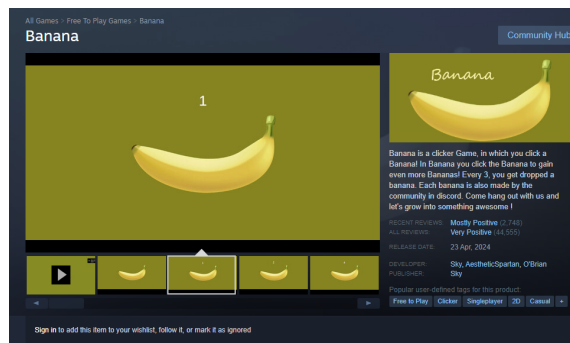 All Games > Free To Play Games > Banana
Banana
Community Hub
1
Banana
Banana is a clicker Game, in which you click a
Banana! In Banana you click the Banana to gain
even more Bananas! Every 3, you get dropped a
banana. Each banana is also made by the
community in discord. Come hang out with us and
let's grow into something awesome !
RECENT REVIEWS: Mostly Positive (2,748)
ALL REVIEWS: Very Positive (44,555)
RELEASE DATE: 23 Apr, 2024
DEVELOPER: Sky, AestheticSpartan, O'Brian
PUBLISHER: Sky
Popular user-defined tags for this product:
Free to Play Clicker Singleplayer 2D Casual +
Sign in to add this item to your wishlist, follow it, or mark it as ignored